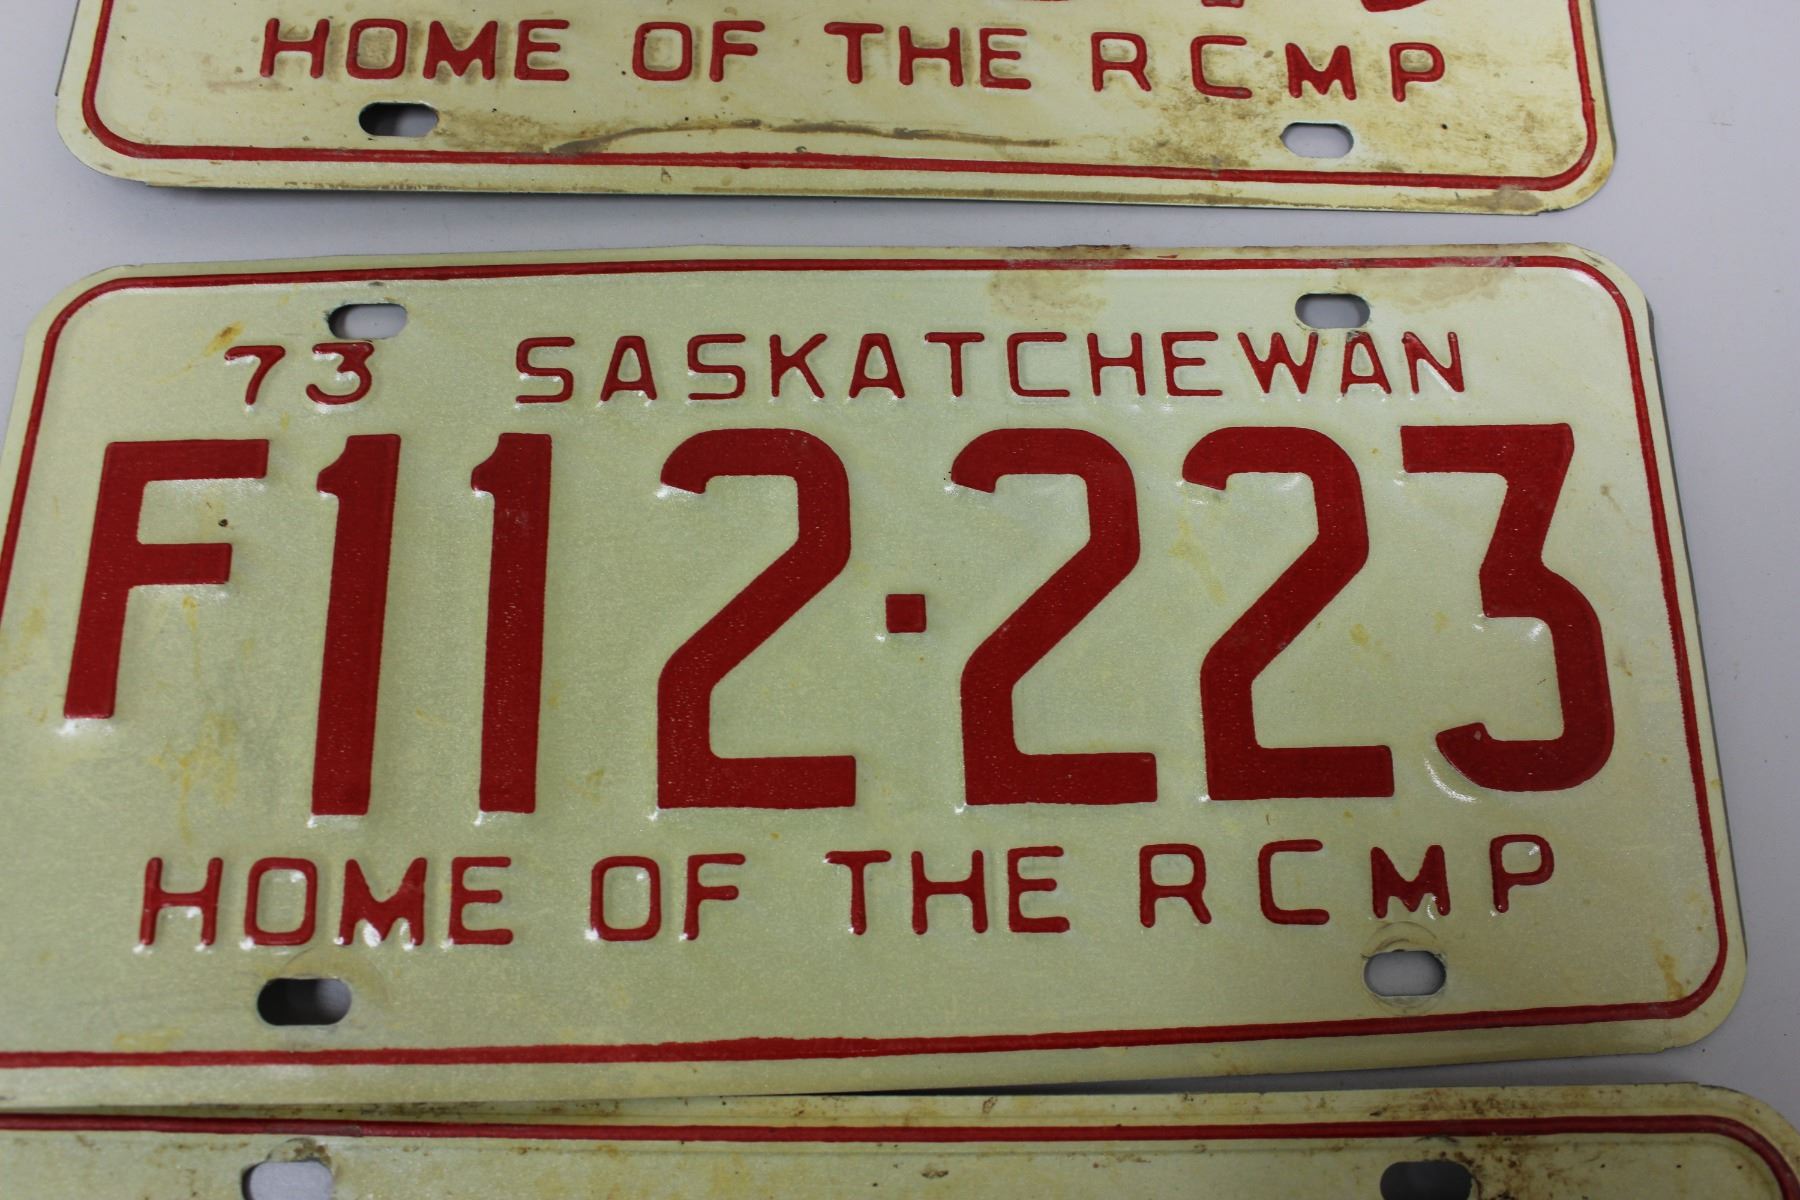 HOME OF THE RCMP
73 SASKATCHEWAN
F112·223
HOME OF THE RCMP